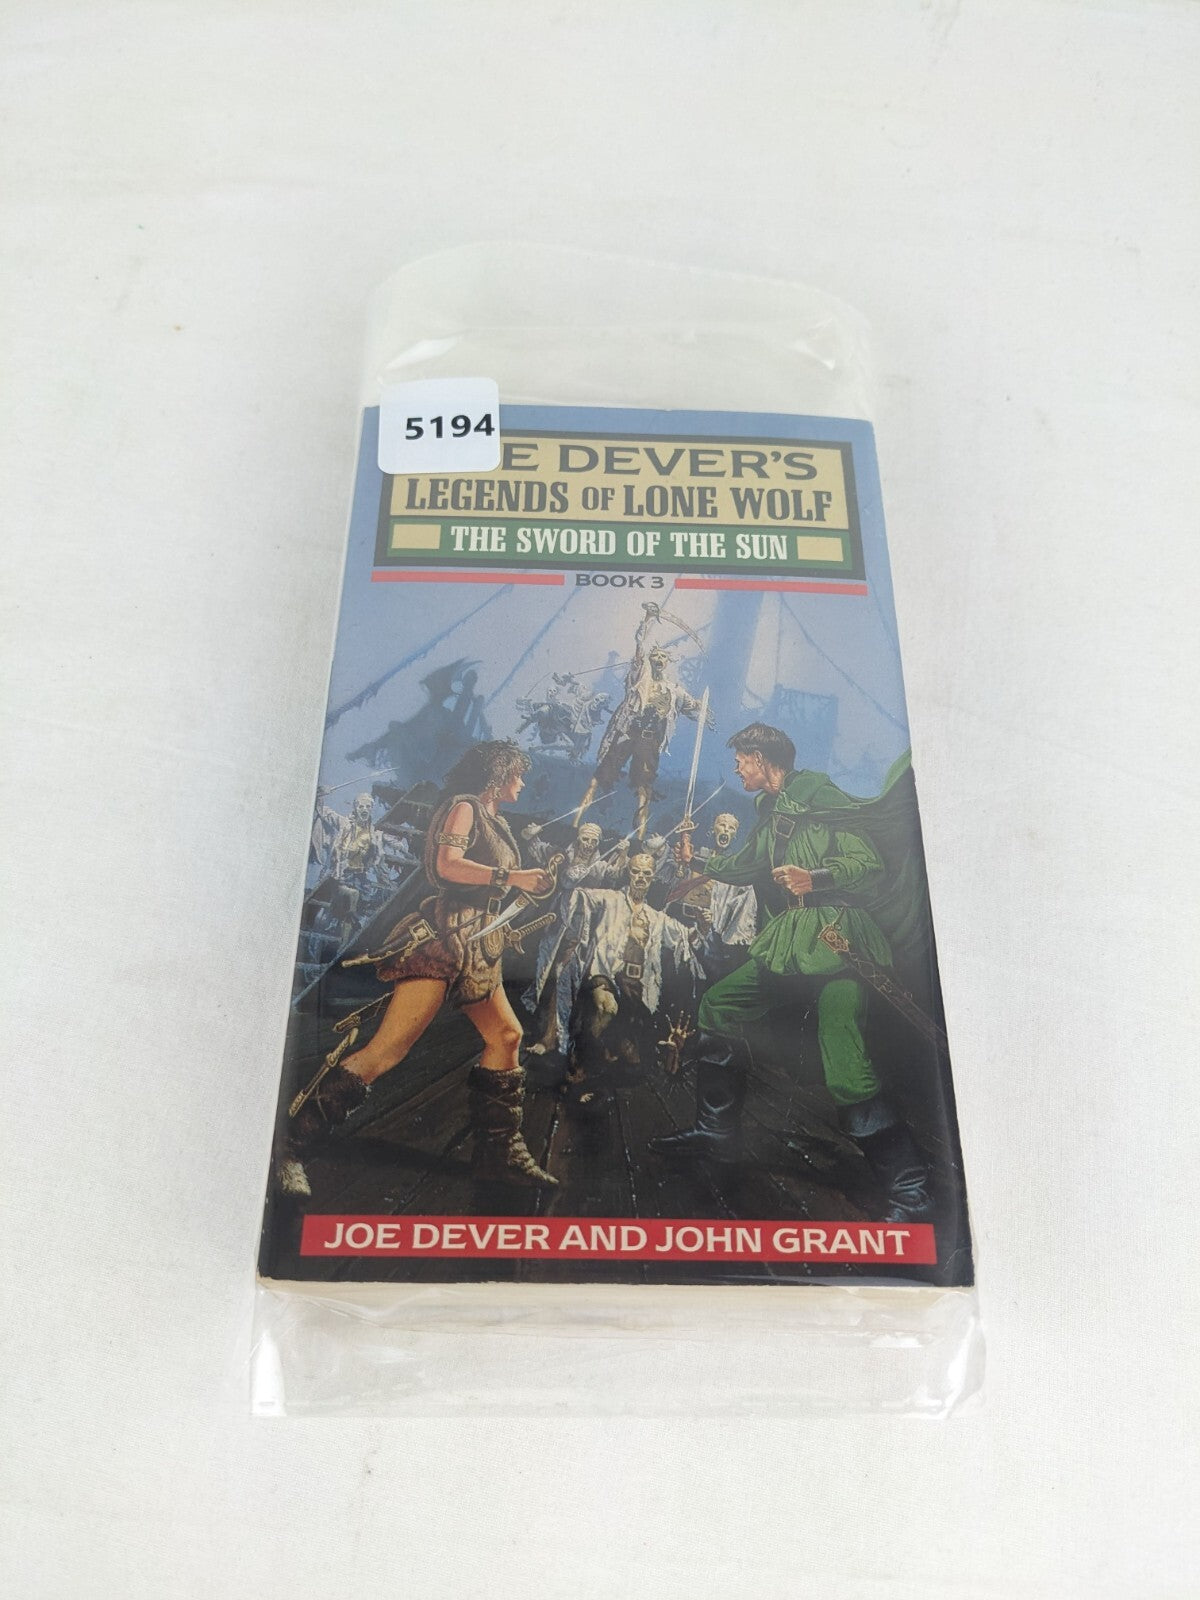 5194
DEVER'S
LEGENDS OF LONE WOLF
THE SWORD OF THE SUN
BOOK 3
JOE DEVER AND JOHN GRANT